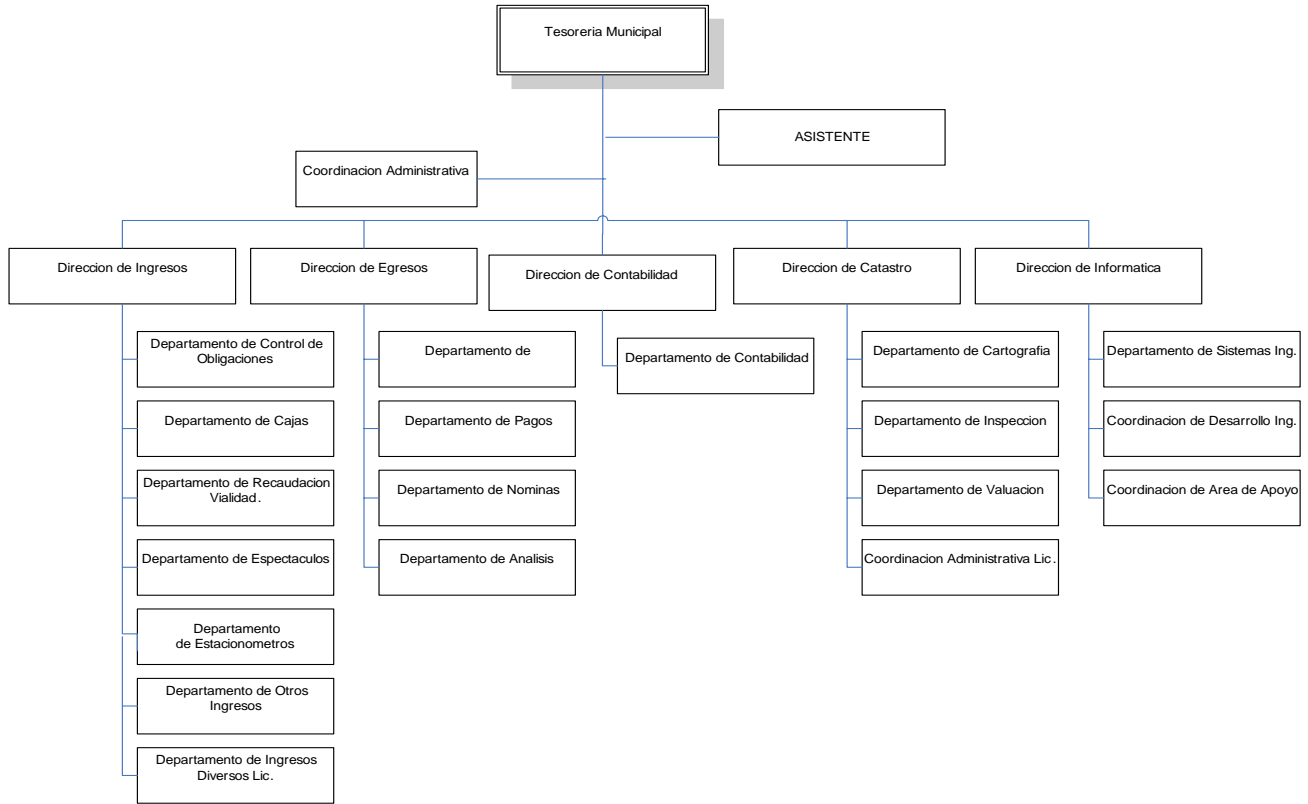 Tesoreria Municipal
ASISTENTE
Coordinacion Administrativa
Direccion de Ingresos
Direccion de Egresos
Direccion de Contabilidad
Direccion de Catastro
Direccion de Informatica
Departamento de Control de
Obligaciones
Departamento de Cajas
Departamento de Recaudacion
Vialidad.
Departamento de Espectaculos
Departamento
de Estacionometros
Departamento de Otros
Ingresos
Departamento de Ingresos
Diversos Lic.
Departamento de
Departamento de Pagos
Departamento de Nominas
Departamento de Analisis
Departamento de Contabilidad
Departamento de Cartografia
Departamento de Inspeccion
Departamento de Valuacion
Coordinacion Administrativa Lic.
Departamento de Sistemas Ing.
Coordinacion de Desarrollo Ing.
Coordinacion de Area de Apoyo